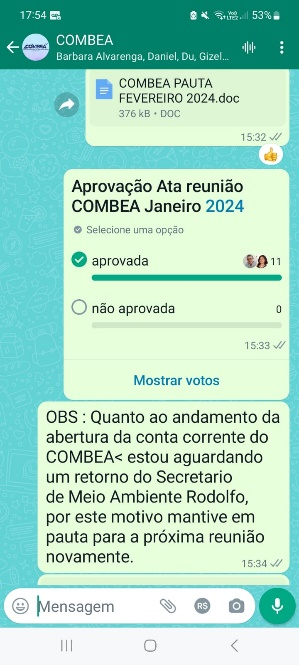 17:54
53%
COMBEA
Barbara Alvarenga, Daniel, Du, Gizel...
COMBEA PAUTA
FEVEREIRO 2024.doc
376 kB • DOC
15:32
Aprovação Ata reunião
COMBEA Janeiro 2024
Selecione uma opção
aprovada 11
não aprovada 0
15:33
Mostrar votos
OBS : Quanto ao andamento da
abertura da conta corrente do
COMBEA< estou aguardando
um retorno do Secretario
de Meio Ambiente Rodolfo,
por este motivo mantive em
pauta para a próxima reunião
novamente.
15:34
Mensagem
R$